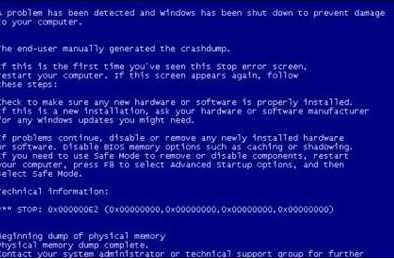 A problem has been detected and windows has been shut down to prevent damage
to your computer.
The end-user manually generated the crashdump.
If this is the first time you've seen this Stop error screen,
restart your computer. If this screen appears again, follow
these steps:
Check to make sure any new hardware or software is properly installed.
If this is a new installation, ask your hardware or software manufacturer
for any windows updates you might need.
If problems continue, disable or remove any newly installed hardware
or software. Disable BIOS memory options such as caching or shadowing.
If you need to use Safe Mode to remove or disable components, restart
your computer, press F8 to select Advanced Startup Options, and then
select Safe Mode.
Technical information:
*** STOP: 0x000000E2 (0x00000000,0x00000000,0x00000000,0x00000000)
Beginning dump of physical memory
Physical memory dump complete.
Contact your system administrator or technical support group for further